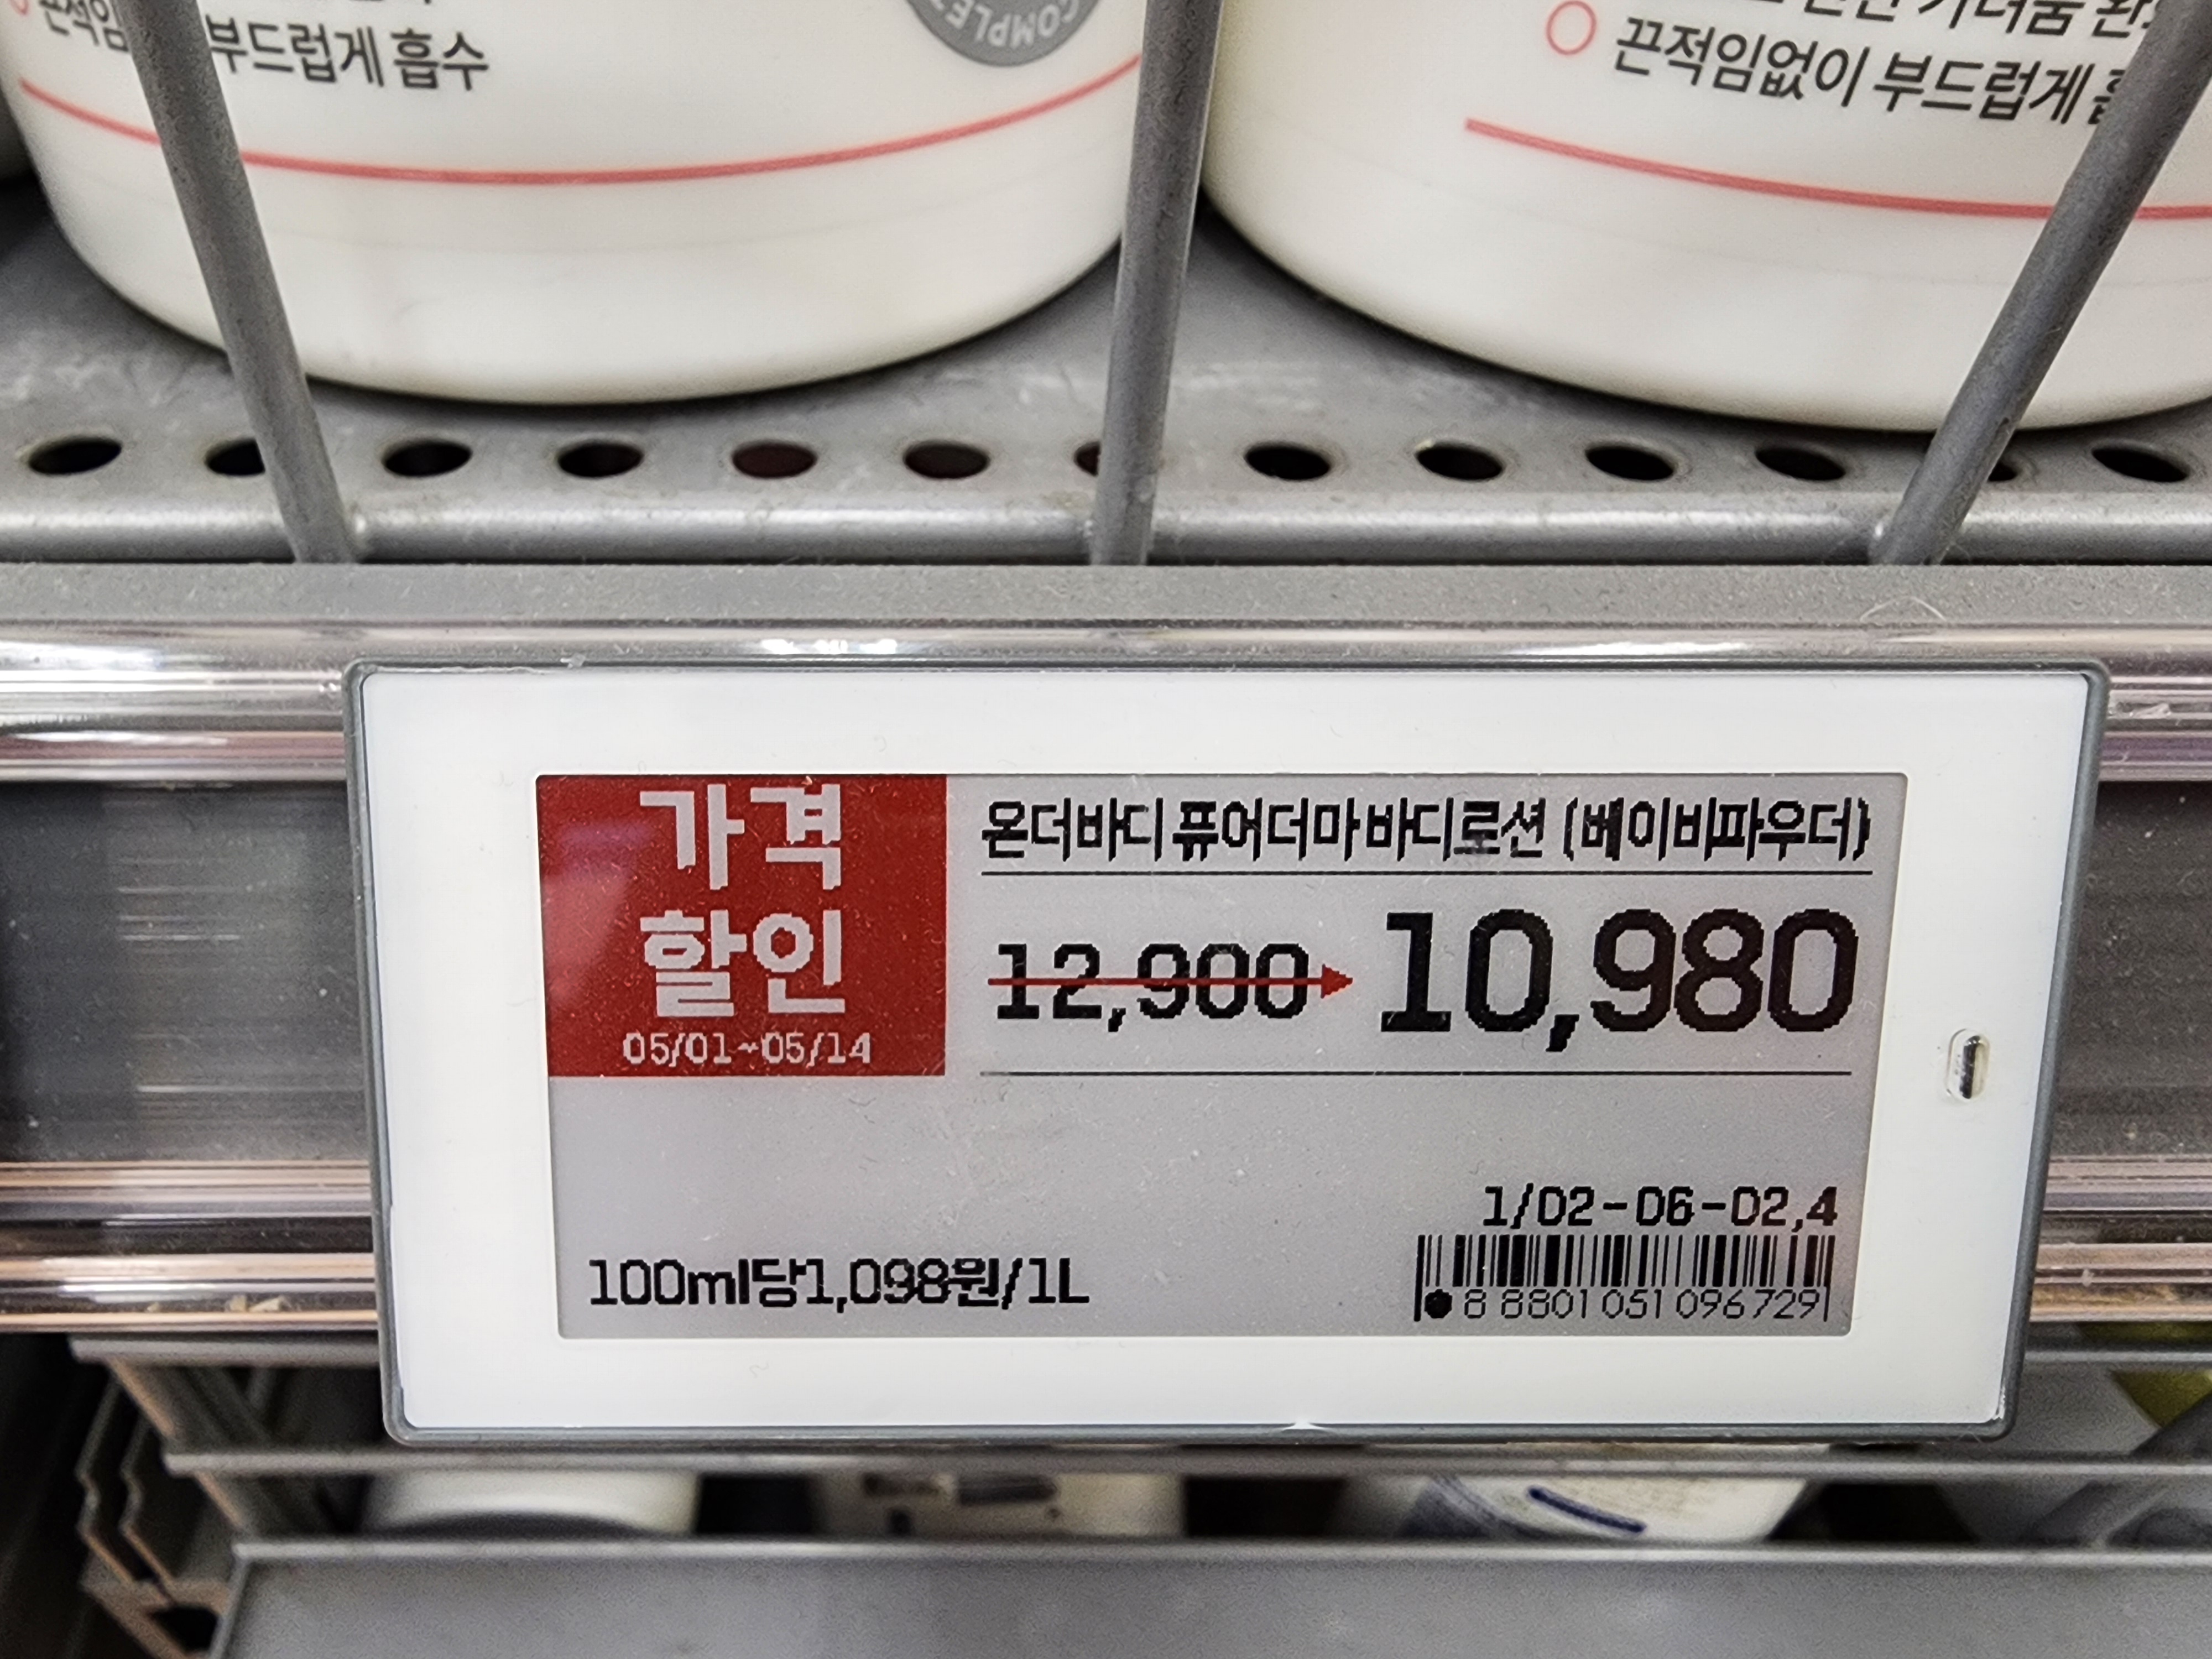 부드럽게 흡수
COMPLET
끈적임없이 부드럽게
가격
할인
05/01~05/14
온더바디 퓨어더마 바디로션 (베이비파우더)
12,900 10,980
1/02-06-02,4
100ml당1,098원/1L
8 8801051 096729